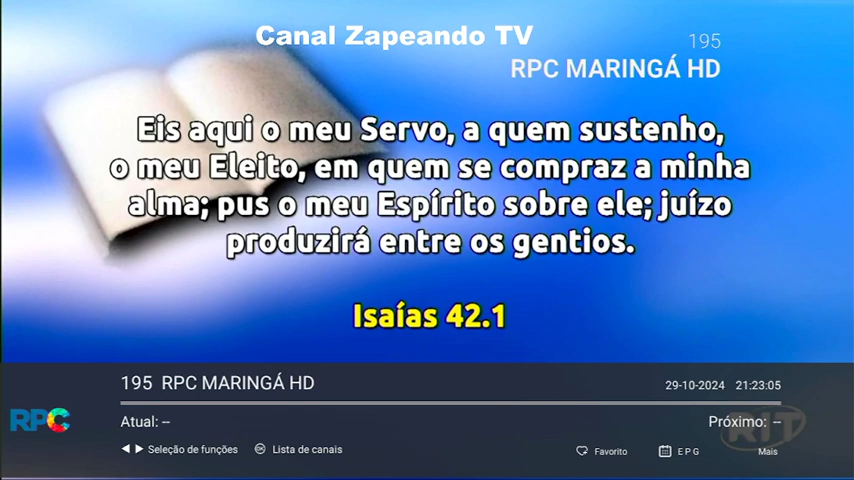 Canal Zapeando TV
195
RPC MARINGÁ HD
Eis aqui o meu Servo, a quem sustenho,
o meu Eleito, em quem se compraz a minha
alma; pus o meu Espírito sobre ele; juízo
produzirá entre os gentios.
Isaías 42.1
195 RPC MARINGÁ HD
29-10-2024 21:23:05
RPC
Atual: --
Próximo: --
RIT
Seleção de funções
OK Lista de canais
Favorito
EPG
Mais